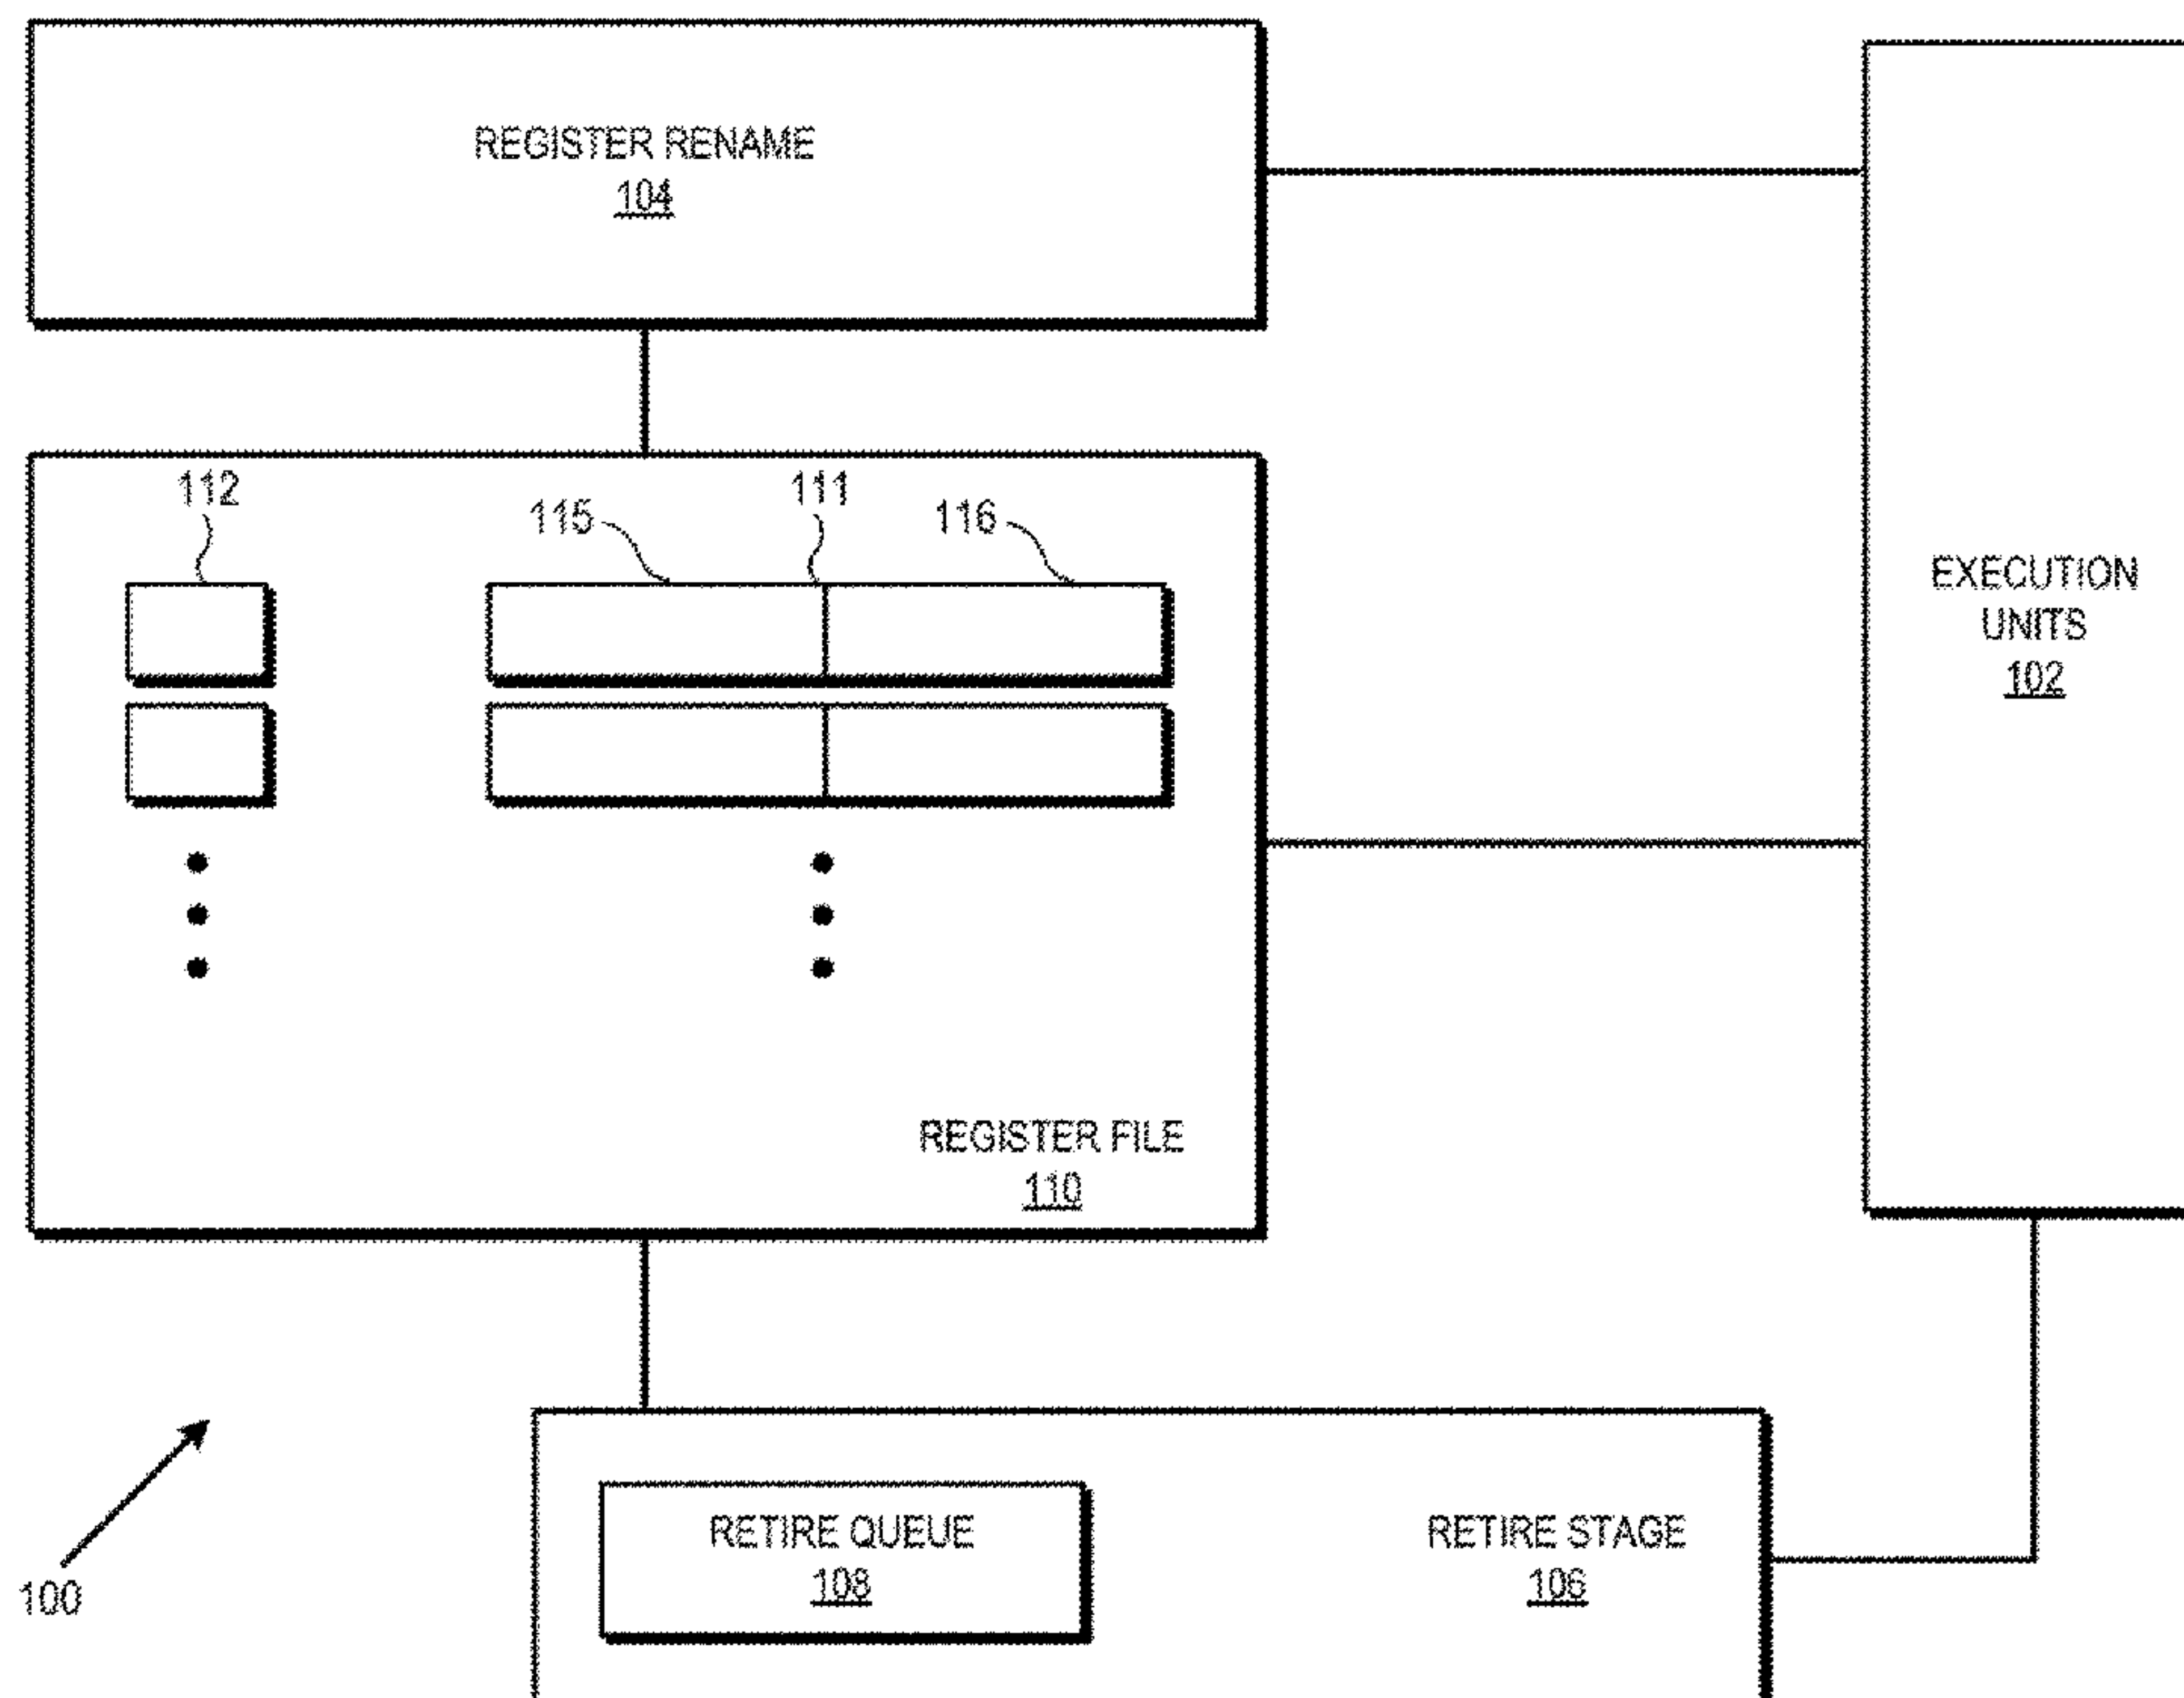 REGISTER RENAME
104
112
115
111
116
EXECUTION
UNITS
102
REGISTER FILE
110
RETIRE QUEUE
108
RETIRE STAGE
106
100